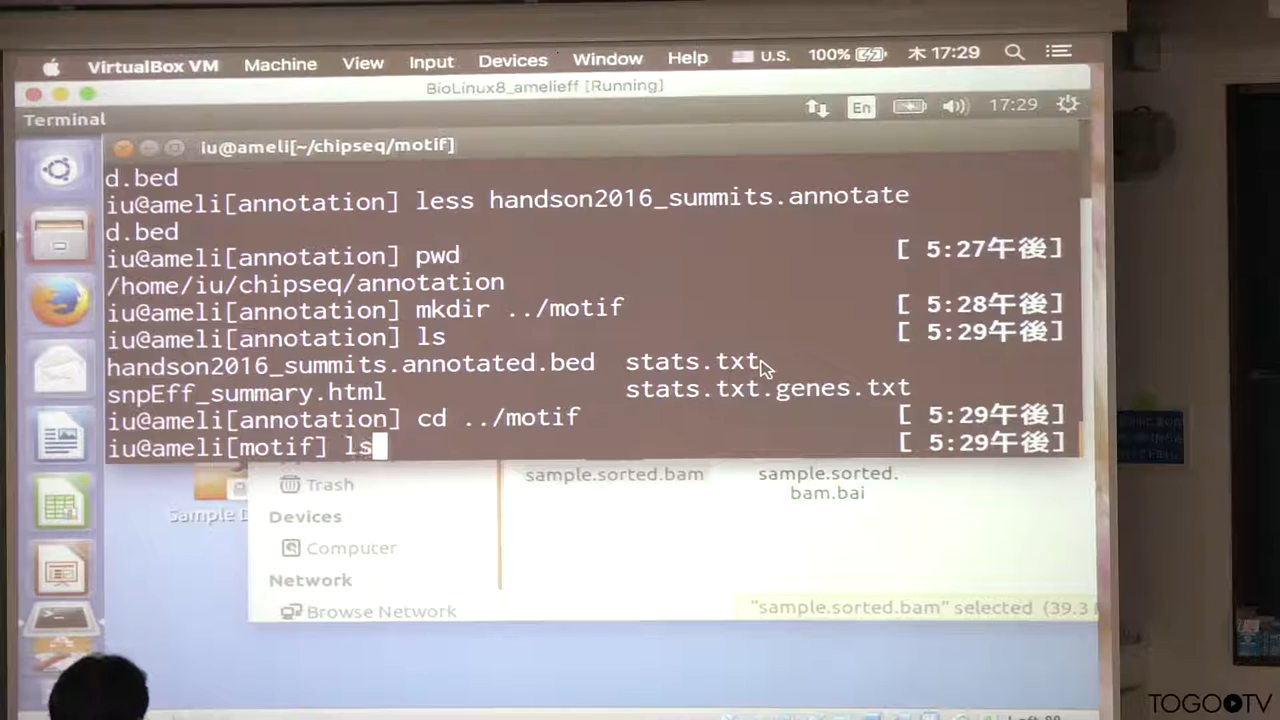 VirtualBox VM Machine View Input Devices Window Help U.S. 100% 木 17:29
BioLinux8_amelieff [Running]
Terminal En 17:29
iu@ameli[~/chipseq/motif]
d.bed
iu@ameli[annotation] less handson2016_summits.annotate
d.bed
iu@ameli[annotation] pwd [ 5:27午後]
/home/iu/chipseq/annotation
iu@ameli[annotation] mkdir ../motif [ 5:28午後]
iu@ameli[annotation] ls [ 5:29午後]
handson2016_summits.annotated.bed stats.txt
snpEff_summary.html stats.txt.genes.txt
iu@ameli[annotation] cd ../motif [ 5:29午後]
iu@ameli[motif] ls [ 5:29午後]
sample.sorted.bam sample.sorted.
bam.bai
Trash
Sample
Devices
Computer
Network
Browse Network
"sample.sorted.bam" selected (39.3
TOGOTV